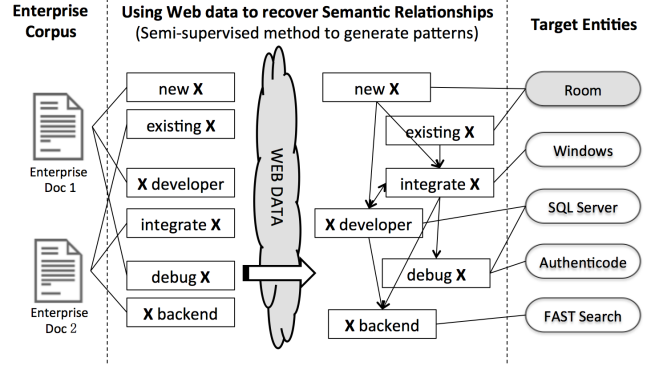 Enterprise
Corpus
Using Web data to recover Semantic Relationships
(Semi-supervised method to generate patterns)
Target Entities
Enterprise
Doc 1
Enterprise
Doc 2
new X
existing X
X developer
integrate X
debug X
X backend
WEB DATA
new X
existing X
integrate X
X developer
debug X
X backend
Room
Windows
SQL Server
Authenticode
FAST Search